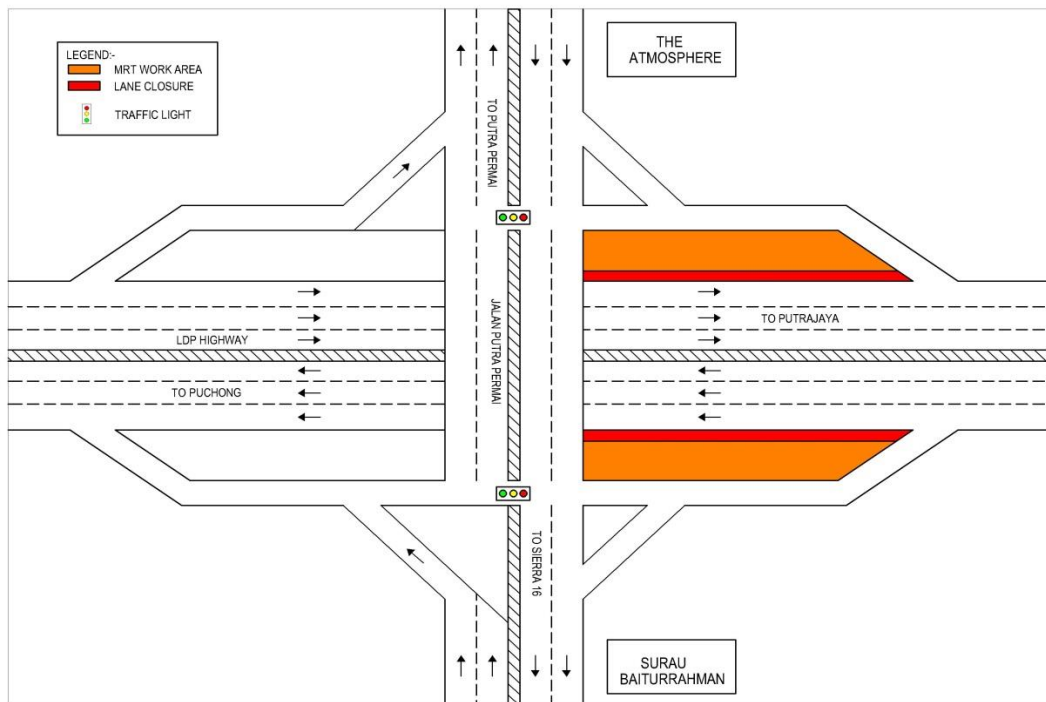 LEGEND:-
MRT WORK AREA
LANE CLOSURE
TRAFFIC LIGHT
THE
ATMOSPHERE
TO PUTRA PERMAI
JALAN PUTRA PERMAI
LDP HIGHWAY
TO PUTRAJAYA
TO PUCHONG
TO SIERRA 16
SURAU
BAITURRAHMAN